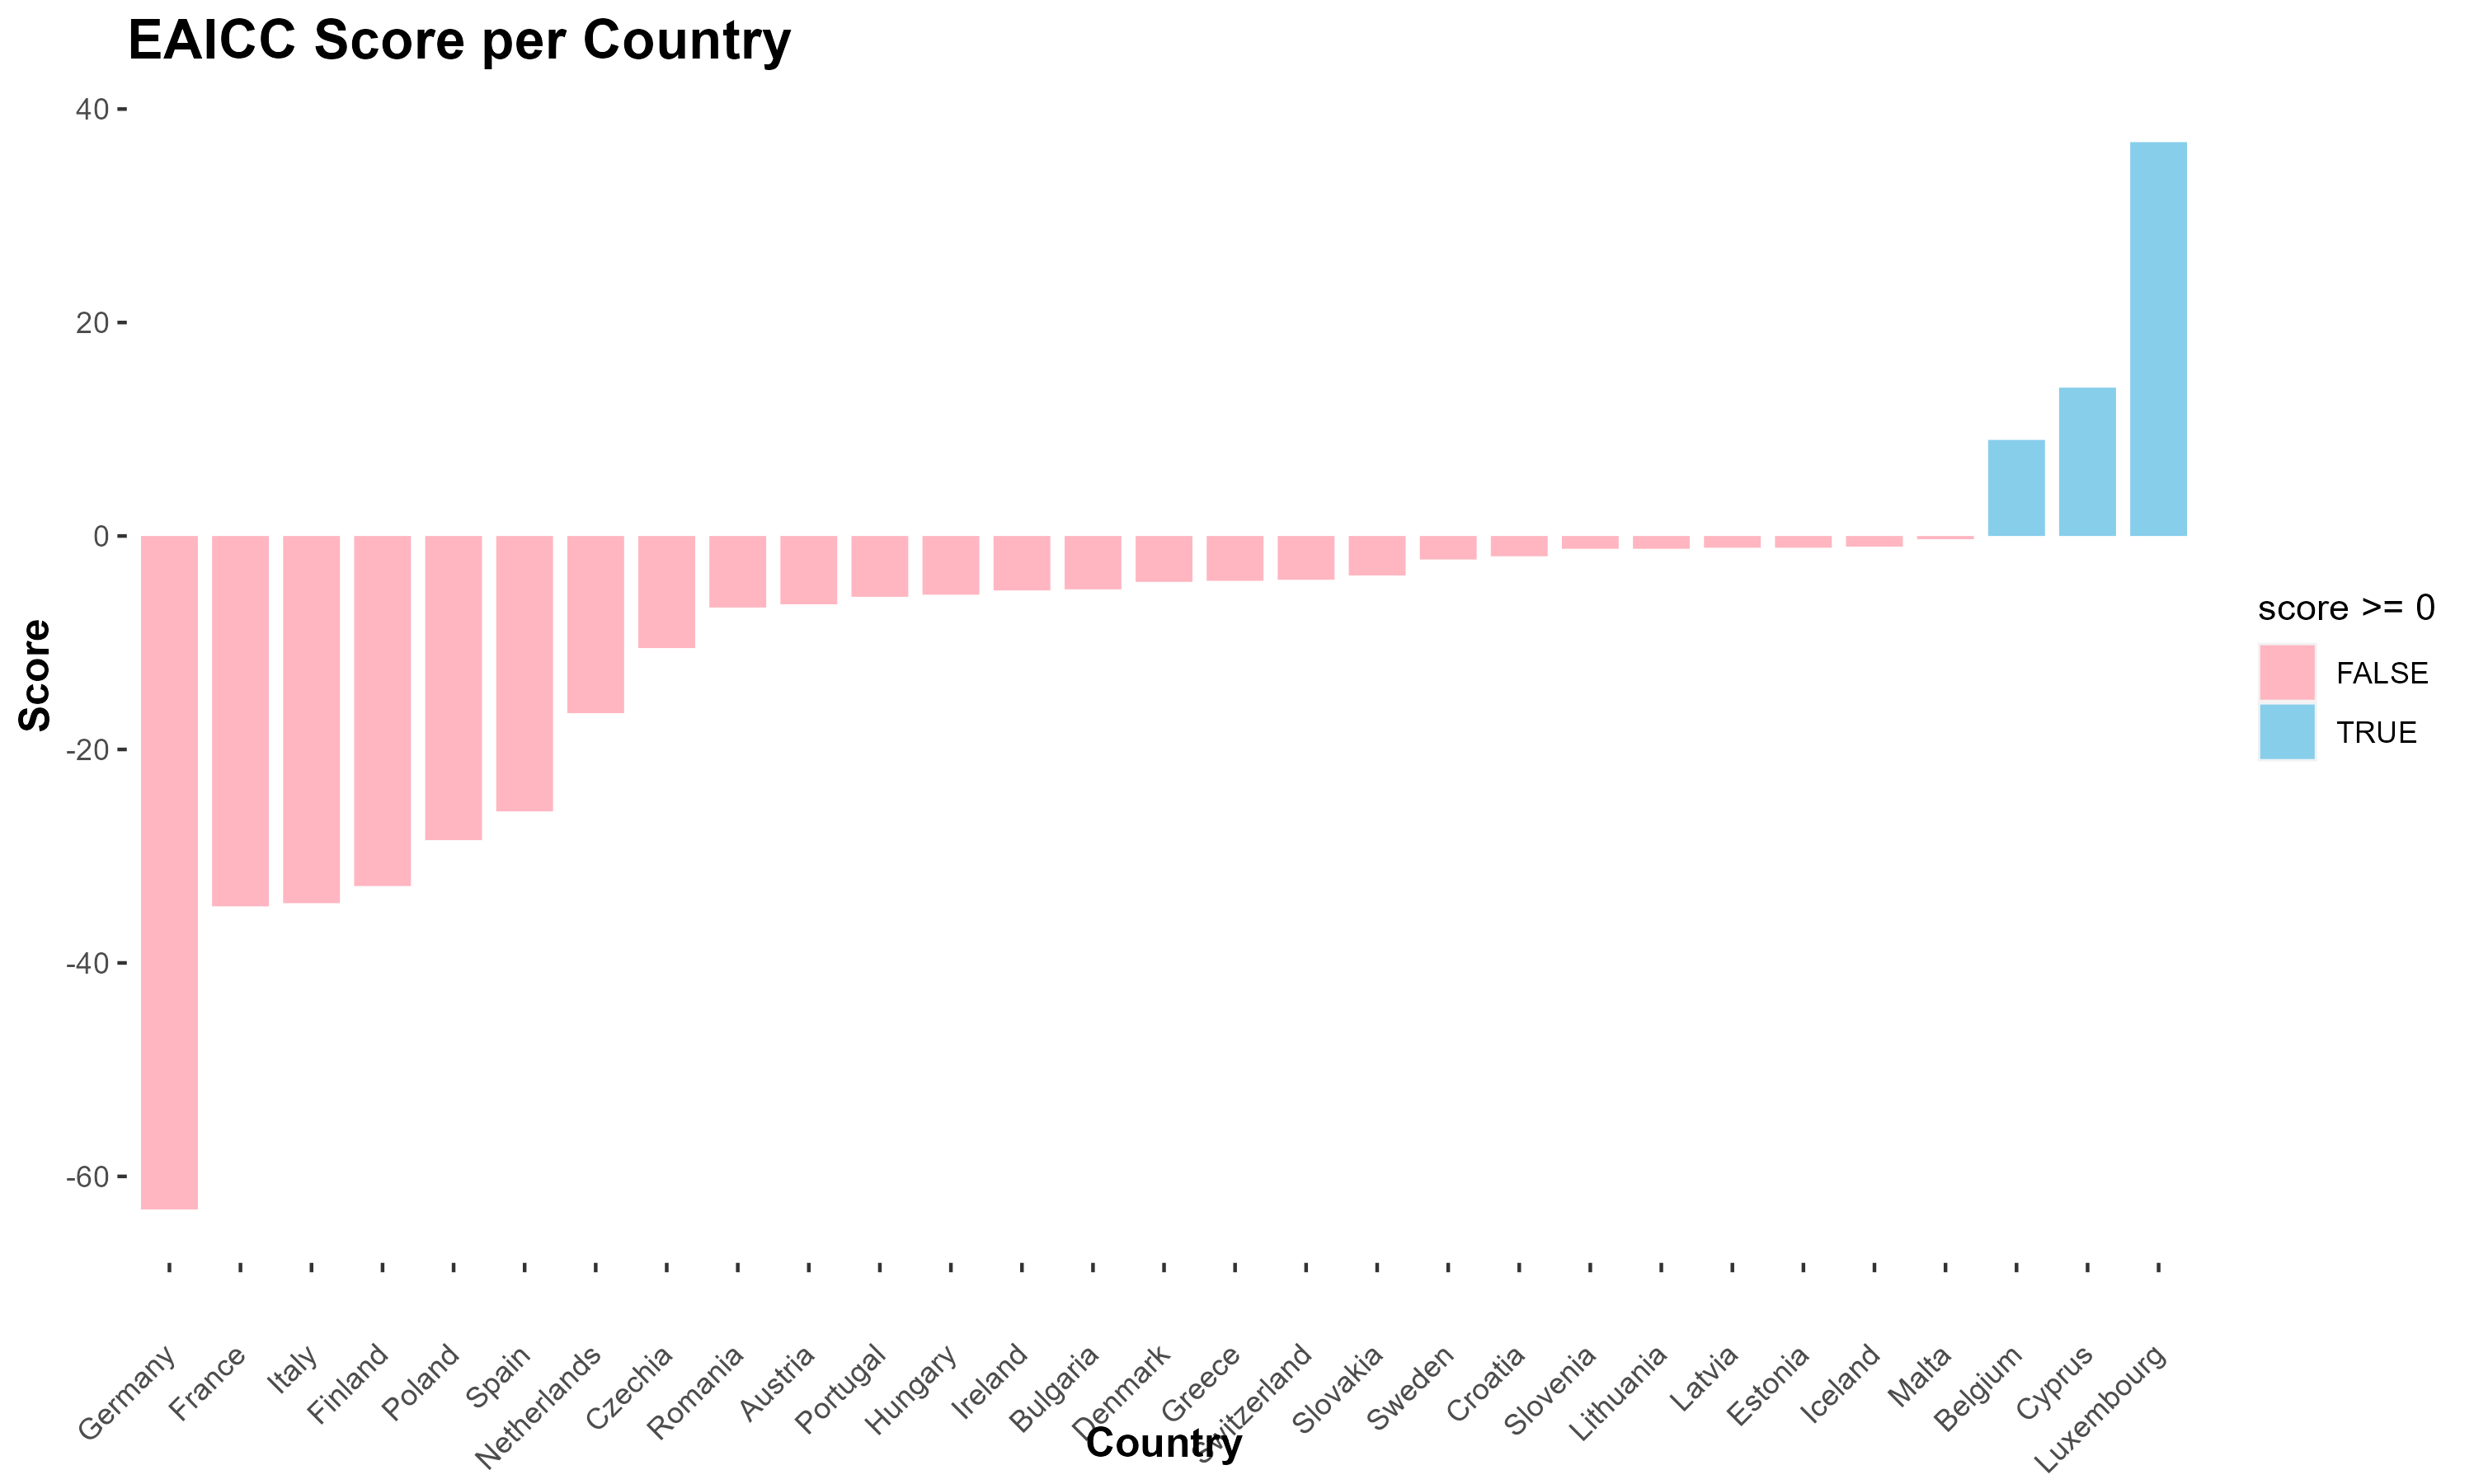 EAICC Score per Country
40
20
0
-20
-40
-60
Score
Germany
France
Italy
Finland
Poland
Spain
Netherlands
Czechia
Romania
Austria
Portugal
Hungary
Ireland
Bulgaria
Denmark
Greece
Switzerland
Slovakia
Sweden
Croatia
Slovenia
Lithuania
Latvia
Estonia
Iceland
Malta
Belgium
Cyprus
Luxembourg
Country
score >= 0
FALSE
TRUE